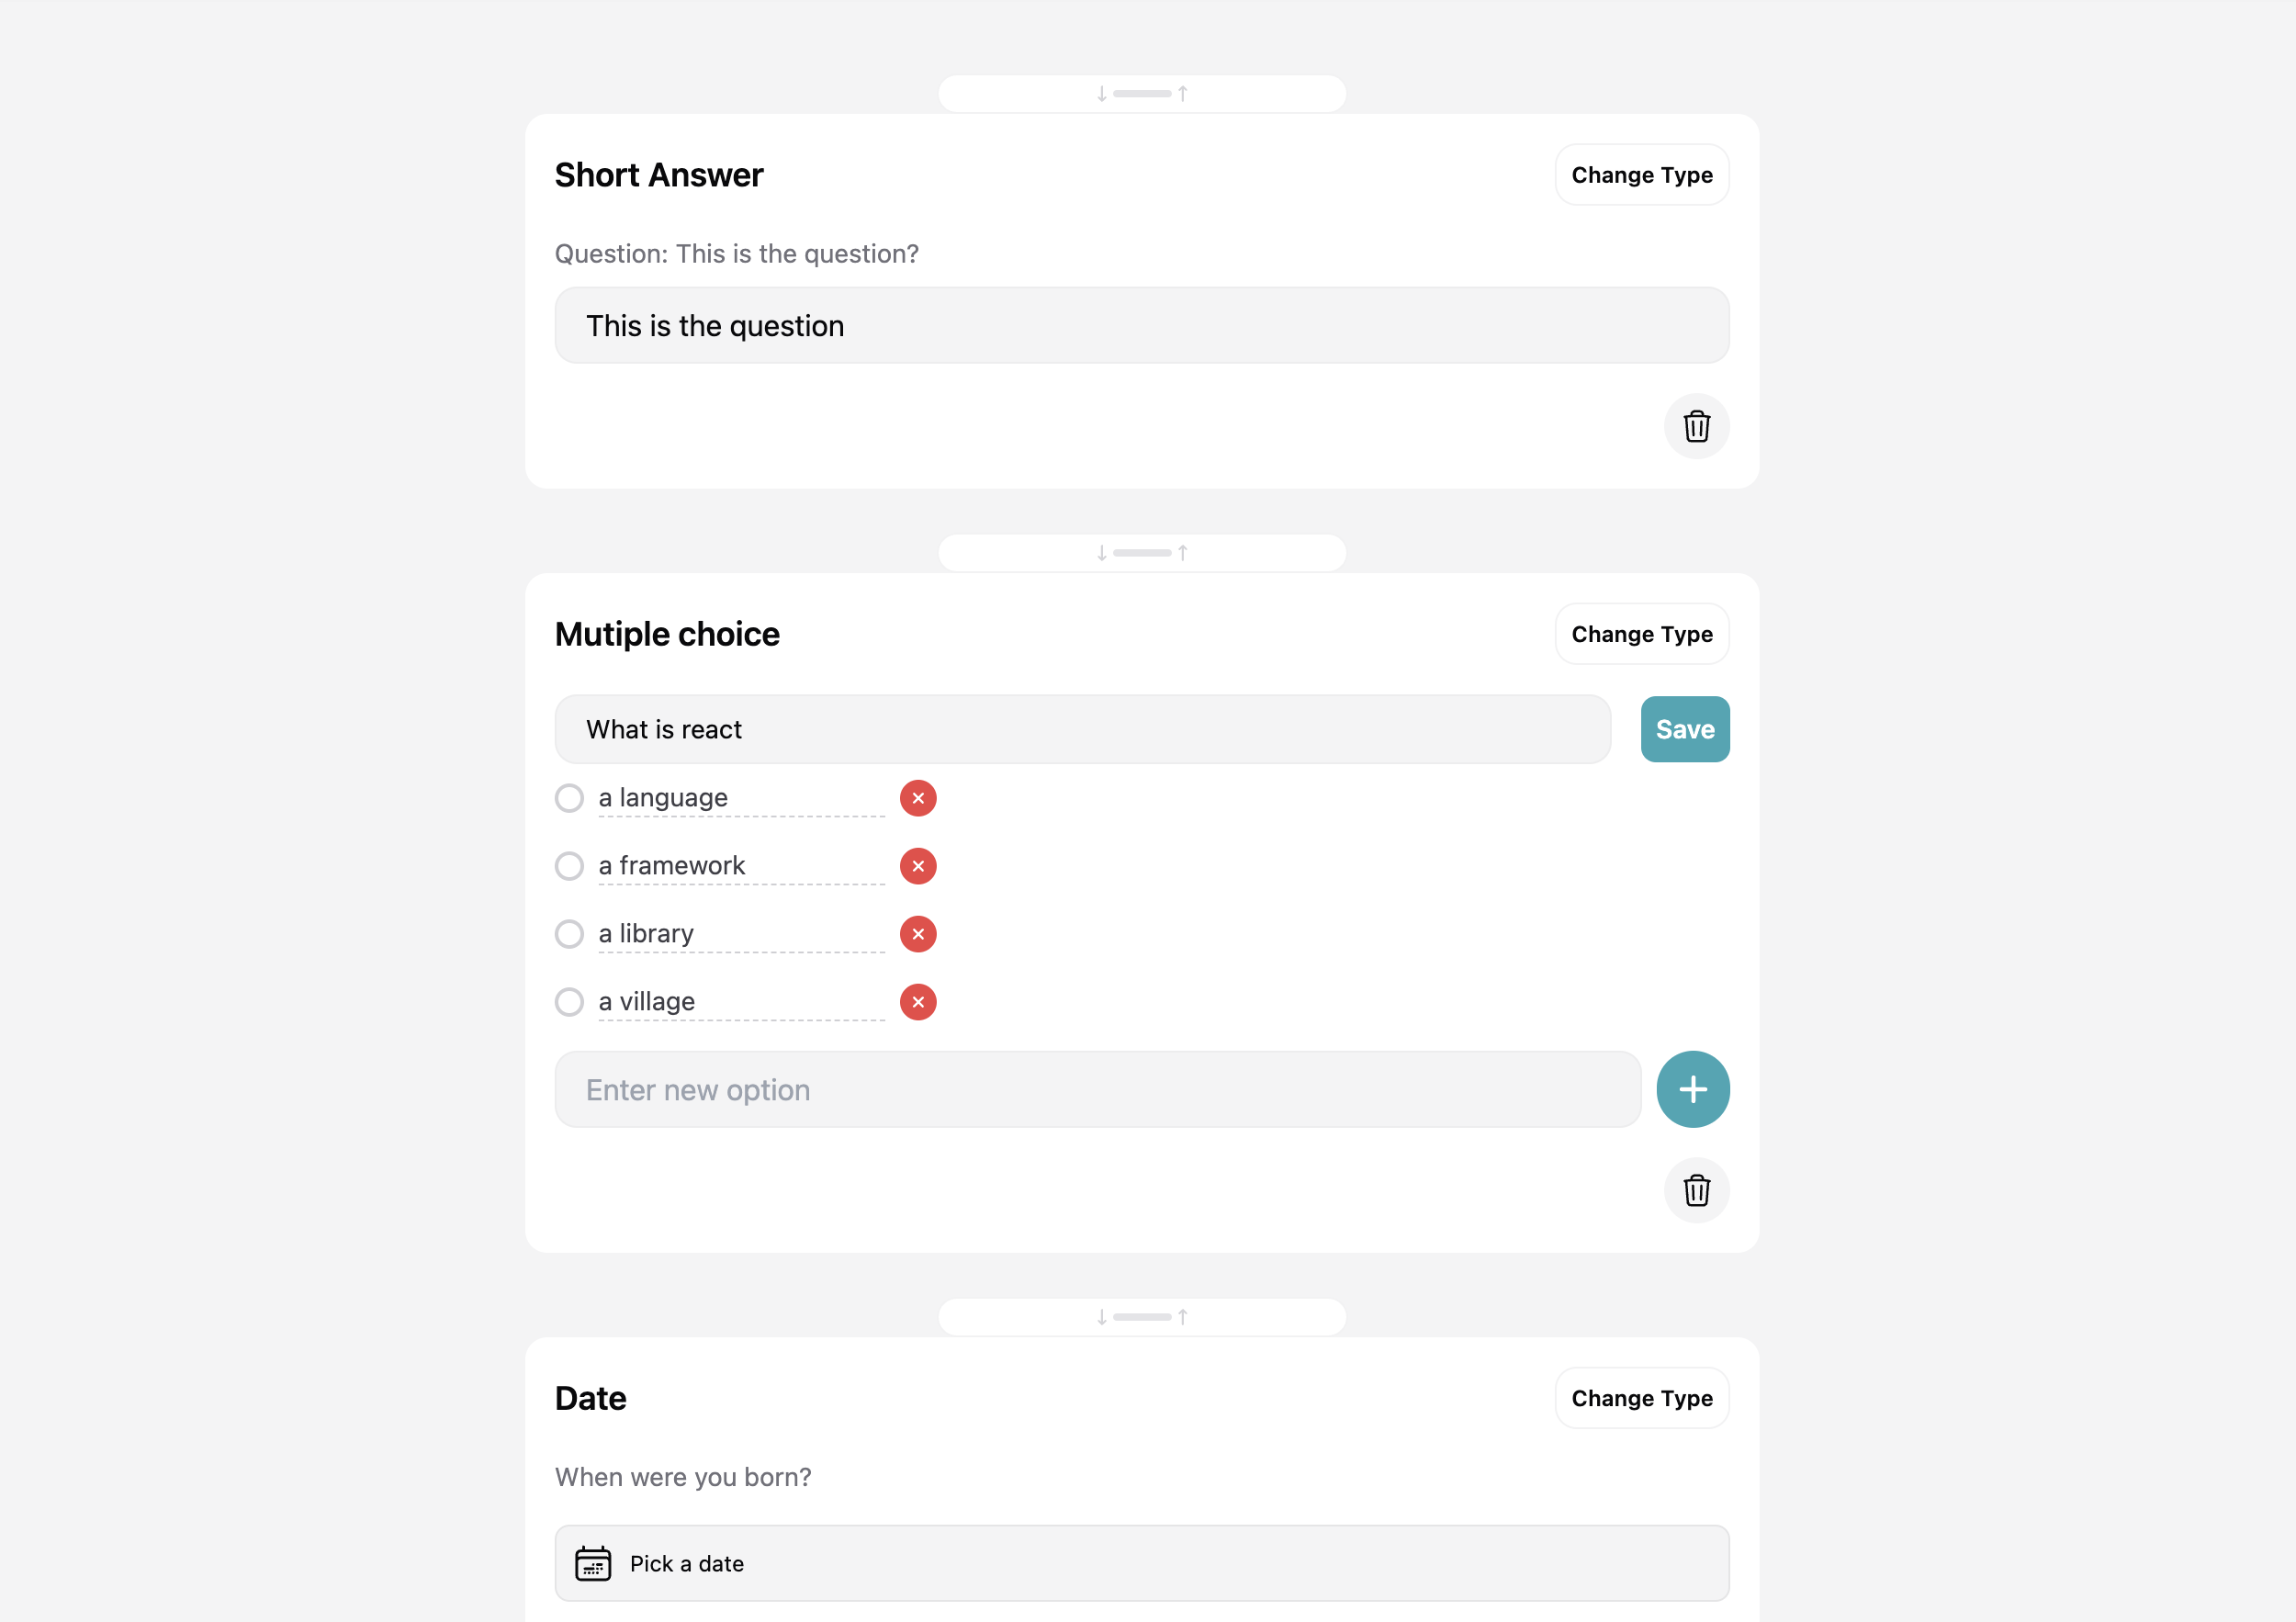 Short Answer
Change Type
Question: This is the question?
This is the question
Mutiple choice
Change Type
What is react
Save
a language
a framework
a library
a village
Enter new option
Date
Change Type
When were you born?
Pick a date